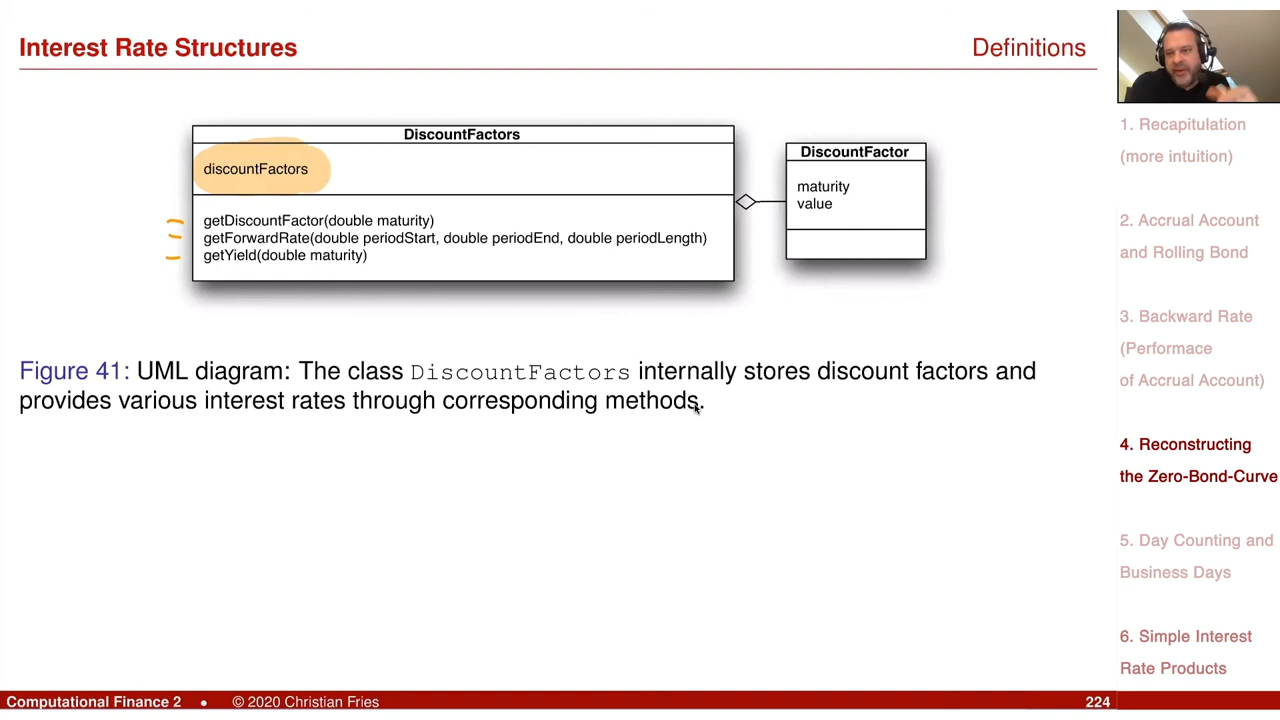 Interest Rate Structures
Definitions
DiscountFactors
discountFactors
getDiscountFactor(double maturity)
getForwardRate(double periodStart, double periodEnd, double periodLength)
getYield(double maturity)
DiscountFactor
maturity
value
Figure 41: UML diagram: The class DiscountFactors internally stores discount factors and
provides various interest rates through corresponding methods.
1. Recapitulation
(more intuition)
2. Accrual Account
and Rolling Bond
3. Backward Rate
(Performace
of Accrual Account)
4. Reconstructing
the Zero-Bond-Curve
5. Day Counting and
Business Days
6. Simple Interest
Rate Products
Computational Finance 2 • © 2020 Christian Fries
224